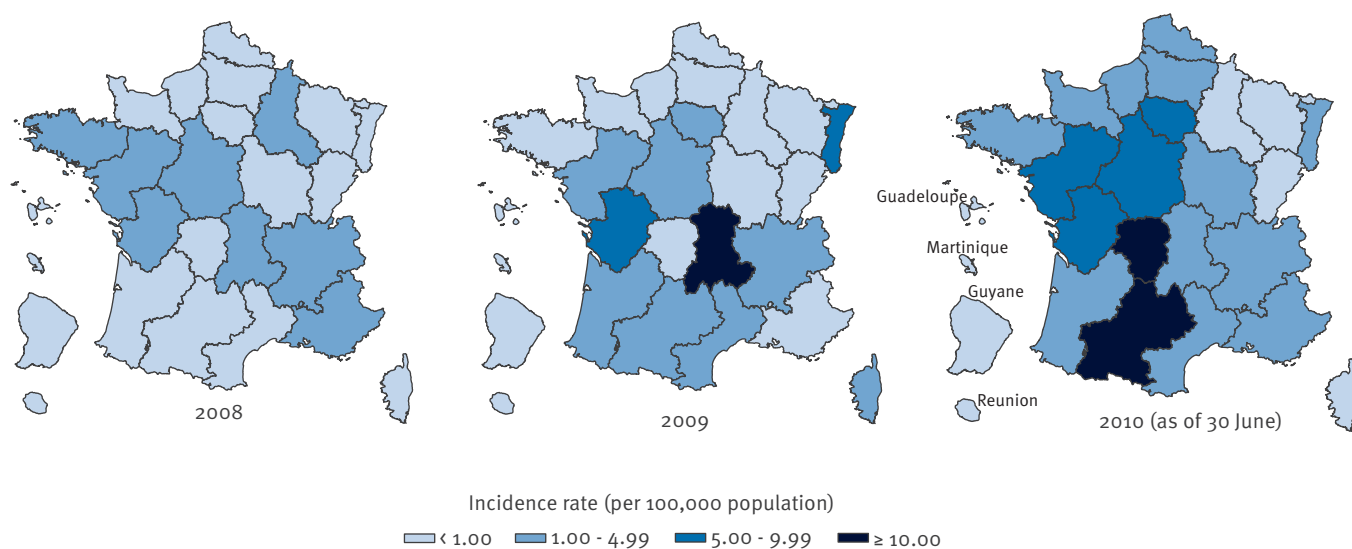 Guadeloupe
Martinique
Guyane
Reunion
2008
2009
2010 (as of 30 June)
Incidence rate (per 100,000 population)
< 1.00 1.00 - 4.99 5.00 - 9.99 ≥ 10.00